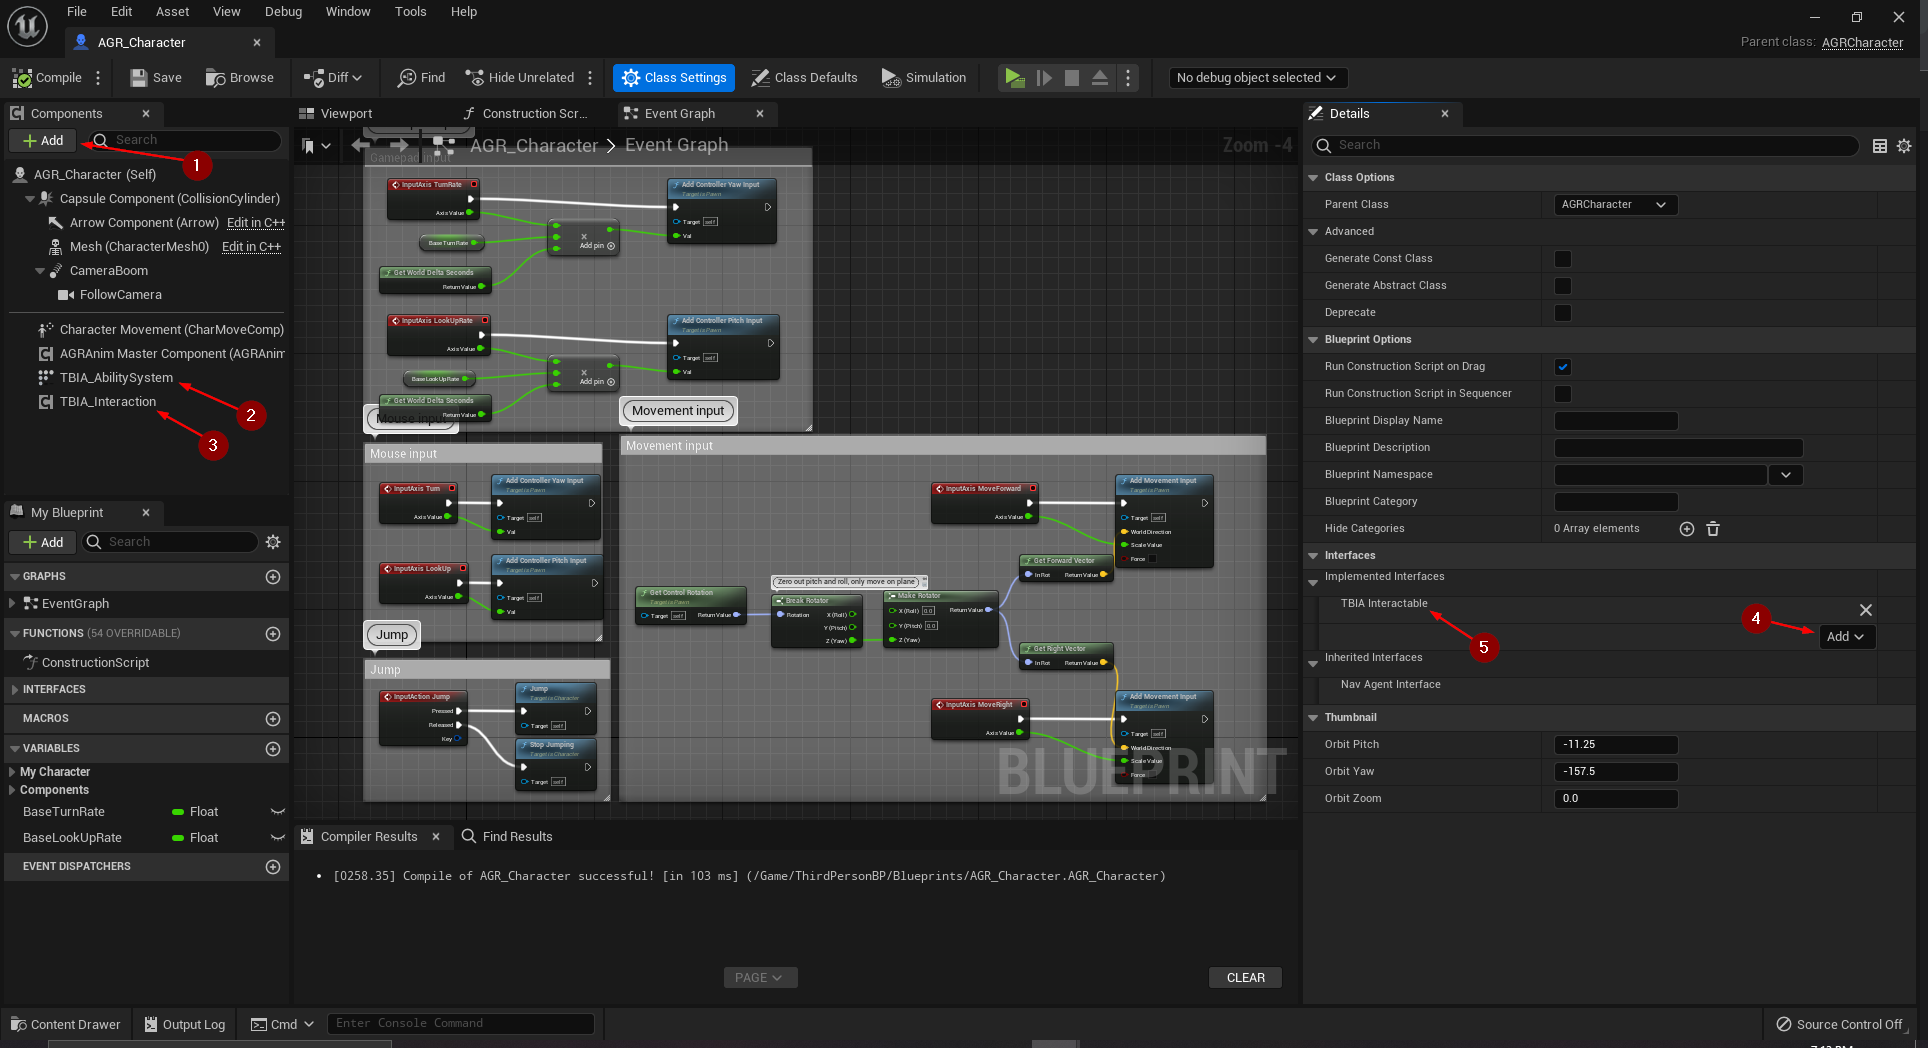 File Edit Asset View Debug Window Tools Help
AGR_Character
Parent class: AGRCharacter
Compile Save Browse Diff Find Hide Unrelated Class Settings Class Defaults Simulation No debug object selected
Components
Add Search
1
AGR_Character (Self)
Capsule Component (CollisionCylinder)
Arrow Component (Arrow) Edit in C++
Mesh (CharacterMesh0) Edit in C++
CameraBoom
FollowCamera
Character Movement (CharMoveComp)
AGRAnim Master Component (AGRAnim
TBIA_AbilitySystem
2
TBIA_Interaction
3
My Blueprint
Add Search
GRAPHS
EventGraph
FUNCTIONS (54 OVERRIDABLE)
ConstructionScript
INTERFACES
MACROS
VARIABLES
My Character
Components
BaseTurnRate Float
BaseLookUpRate Float
EVENT DISPATCHERS
Viewport Construction Scr... Event Graph
AGR_Character > Event Graph
Zoom -4
Gamepad input
InputAxis TurnRate
Axis Value
Base Turn Rate
Get World Delta Seconds
Return Value
Add pin
Add Controller Yaw Input
Target is Pawn
Target self
Val
InputAxis LookUpRate
Axis Value
Base Look Up Rate
Get World Delta Seconds
Return Value
Add pin
Add Controller Pitch Input
Target is Pawn
Target self
Val
Mouse input
Movement input
Mouse input
InputAxis Turn
Axis Value
Add Controller Yaw Input
Target is Pawn
Target self
Val
InputAxis LookUp
Axis Value
Add Controller Pitch Input
Target is Pawn
Target self
Val
Jump
Jump
InputAction Jump
Pressed
Released
Key
Jump
Target is Character
Target self
Stop Jumping
Target is Character
Target self
Movement input
InputAxis MoveForward
Axis Value
Add Movement Input
Target is Pawn
Target self
World Direction
Scale Value
Force
Get Forward Vector
In Rot Return Value
Zero out pitch and roll, only move on plane
Get Control Rotation
Target is Pawn
Target self Return Value
Break Rotator
Rotation X (Roll)
Y (Pitch)
Z (Yaw)
Make Rotator
X (Roll) 0.0 Return Value
Y (Pitch) 0.0
Z (Yaw)
Get Right Vector
In Rot Return Value
InputAxis MoveRight
Axis Value
Add Movement Input
Target is Pawn
Target self
World Direction
Scale Value
Force
BLUEPRINT
Compiler Results Find Results
[0258.35] Compile of AGR_Character successful! [in 103 ms] (/Game/ThirdPersonBP/Blueprints/AGR_Character.AGR_Character)
PAGE CLEAR
Details
Search
Class Options
Parent Class AGRCharacter
Advanced
Generate Const Class
Generate Abstract Class
Deprecate
Blueprint Options
Run Construction Script on Drag
Run Construction Script in Sequencer
Blueprint Display Name
Blueprint Description
Blueprint Namespace
Blueprint Category
Hide Categories 0 Array elements
Interfaces
Implemented Interfaces
TBIA Interactable
4
Add
5
Inherited Interfaces
Nav Agent Interface
Thumbnail
Orbit Pitch -11.25
Orbit Yaw -157.5
Orbit Zoom 0.0
Content Drawer Output Log Cmd Enter Console Command Source Control Off